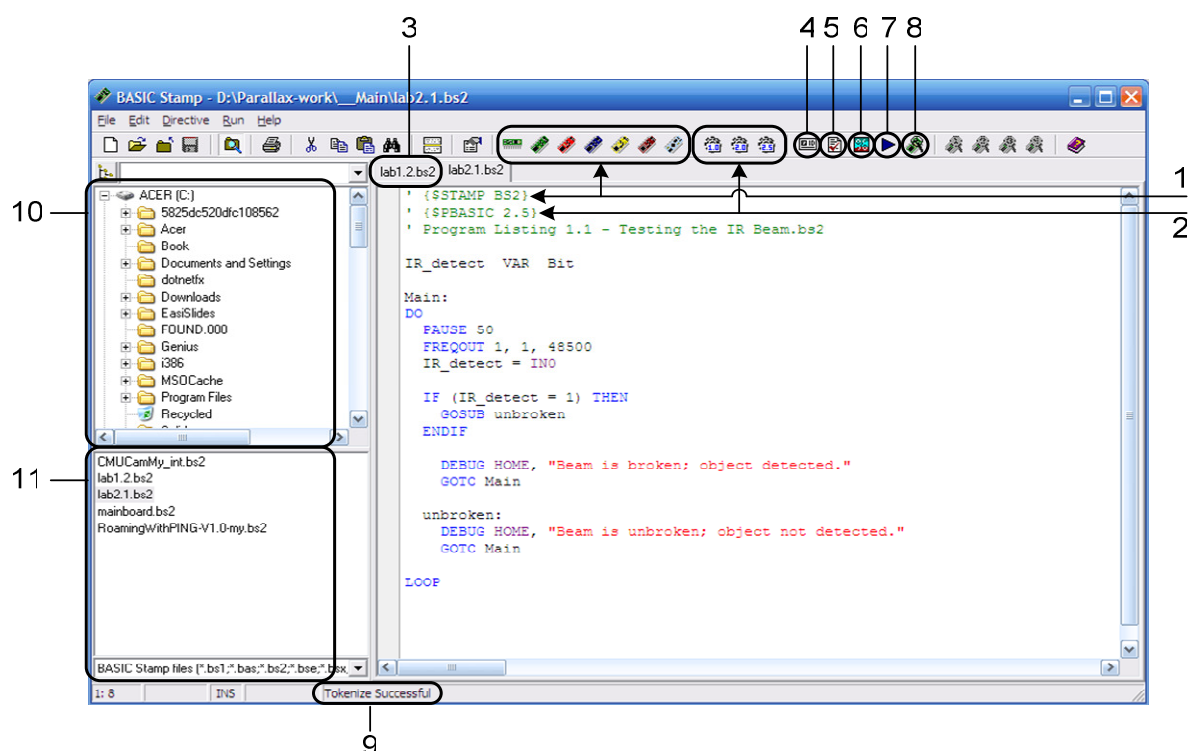 3
4 5 6 7 8
BASIC Stamp - D:\Parallax-work\__Main\lab2.1.bs2
File Edit Directive Run Help
lab1.2.bs2 lab2.1.bs2
1
2
10
ACER (C:)
5825dc520dfc108562
Acer
Book
Documents and Settings
dotnetfx
Downloads
EasiSlides
FOUND.000
Genius
i386
MSOCache
Program Files
Recycled
' {$STAMP BS2}
' {$PBASIC 2.5}
' Program Listing 1.1 - Testing the IR Beam.bs2
IR_detect VAR Bit
Main:
DO
PAUSE 50
FREQOUT 1, 1, 48500
IR_detect = IN0
IF (IR_detect = 1) THEN
GOSUB unbroken
ENDIF
DEBUG HOME, "Beam is broken; object detected."
GOTO Main
unbroken:
DEBUG HOME, "Beam is unbroken; object not detected."
GOTO Main
LOOP
11
CMUCamMy_int.bs2
lab1.2.bs2
lab2.1.bs2
mainboard.bs2
RoamingWithPING-V1.0-my.bs2
BASIC Stamp files (*.bs1;*.bas;*.bs2;*.bse;*.bsx,
1: 8 INS Tokenize Successful
9